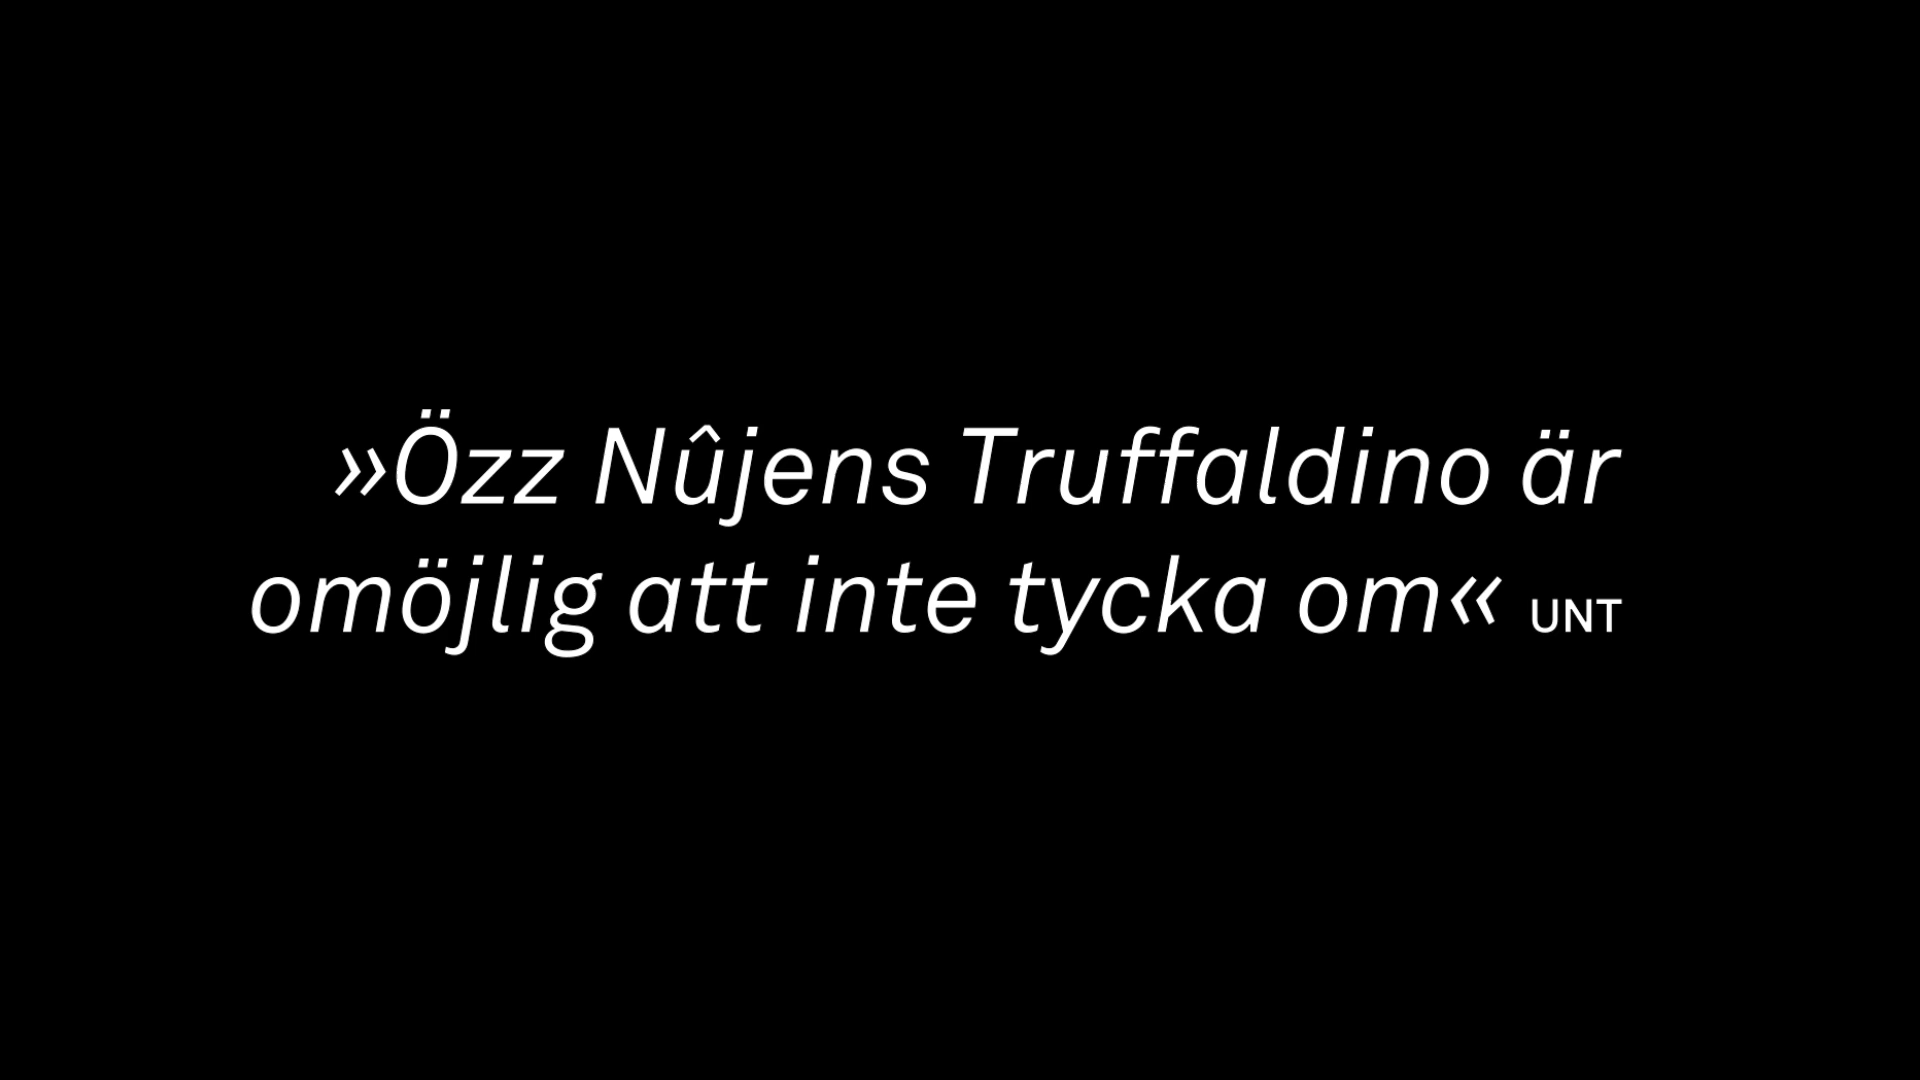 »Özz Nûjens Truffaldino är
omöjlig att inte tycka om« UNT